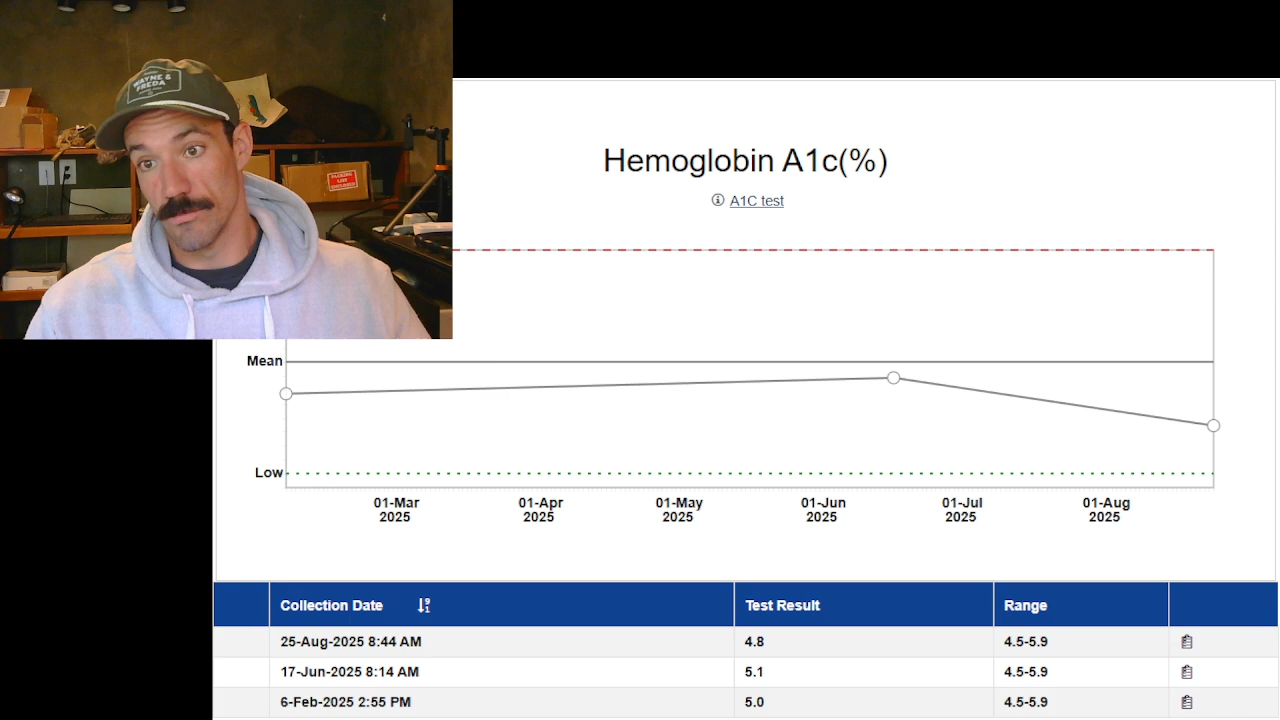 WAYNE &
FREDA
Hemoglobin A1c(%)
A1C test
Mean
Low
01-Mar 2025
01-Apr 2025
01-May 2025
01-Jun 2025
01-Jul 2025
01-Aug 2025
Collection Date Test Result Range
25-Aug-2025 8:44 AM 4.8 4.5-5.9
17-Jun-2025 8:14 AM 5.1 4.5-5.9
6-Feb-2025 2:55 PM 5.0 4.5-5.9